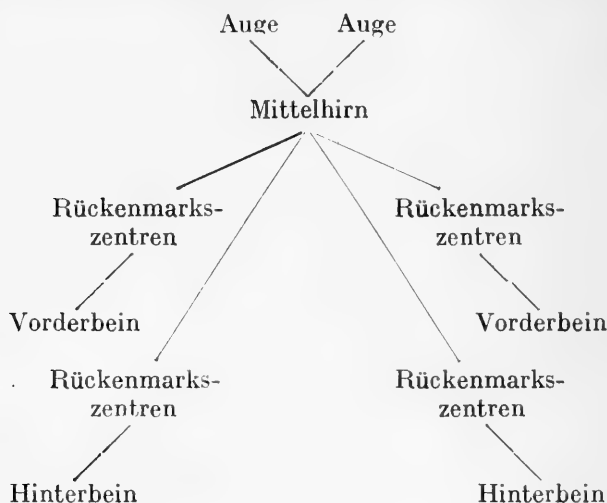 Auge Auge
Mittelhirn
Rückenmarks- Rückenmarks-
zentren zentren
Vorderbein Vorderbein
Rückenmarks- Rückenmarks-
zentren zentren
Hinterbein Hinterbein